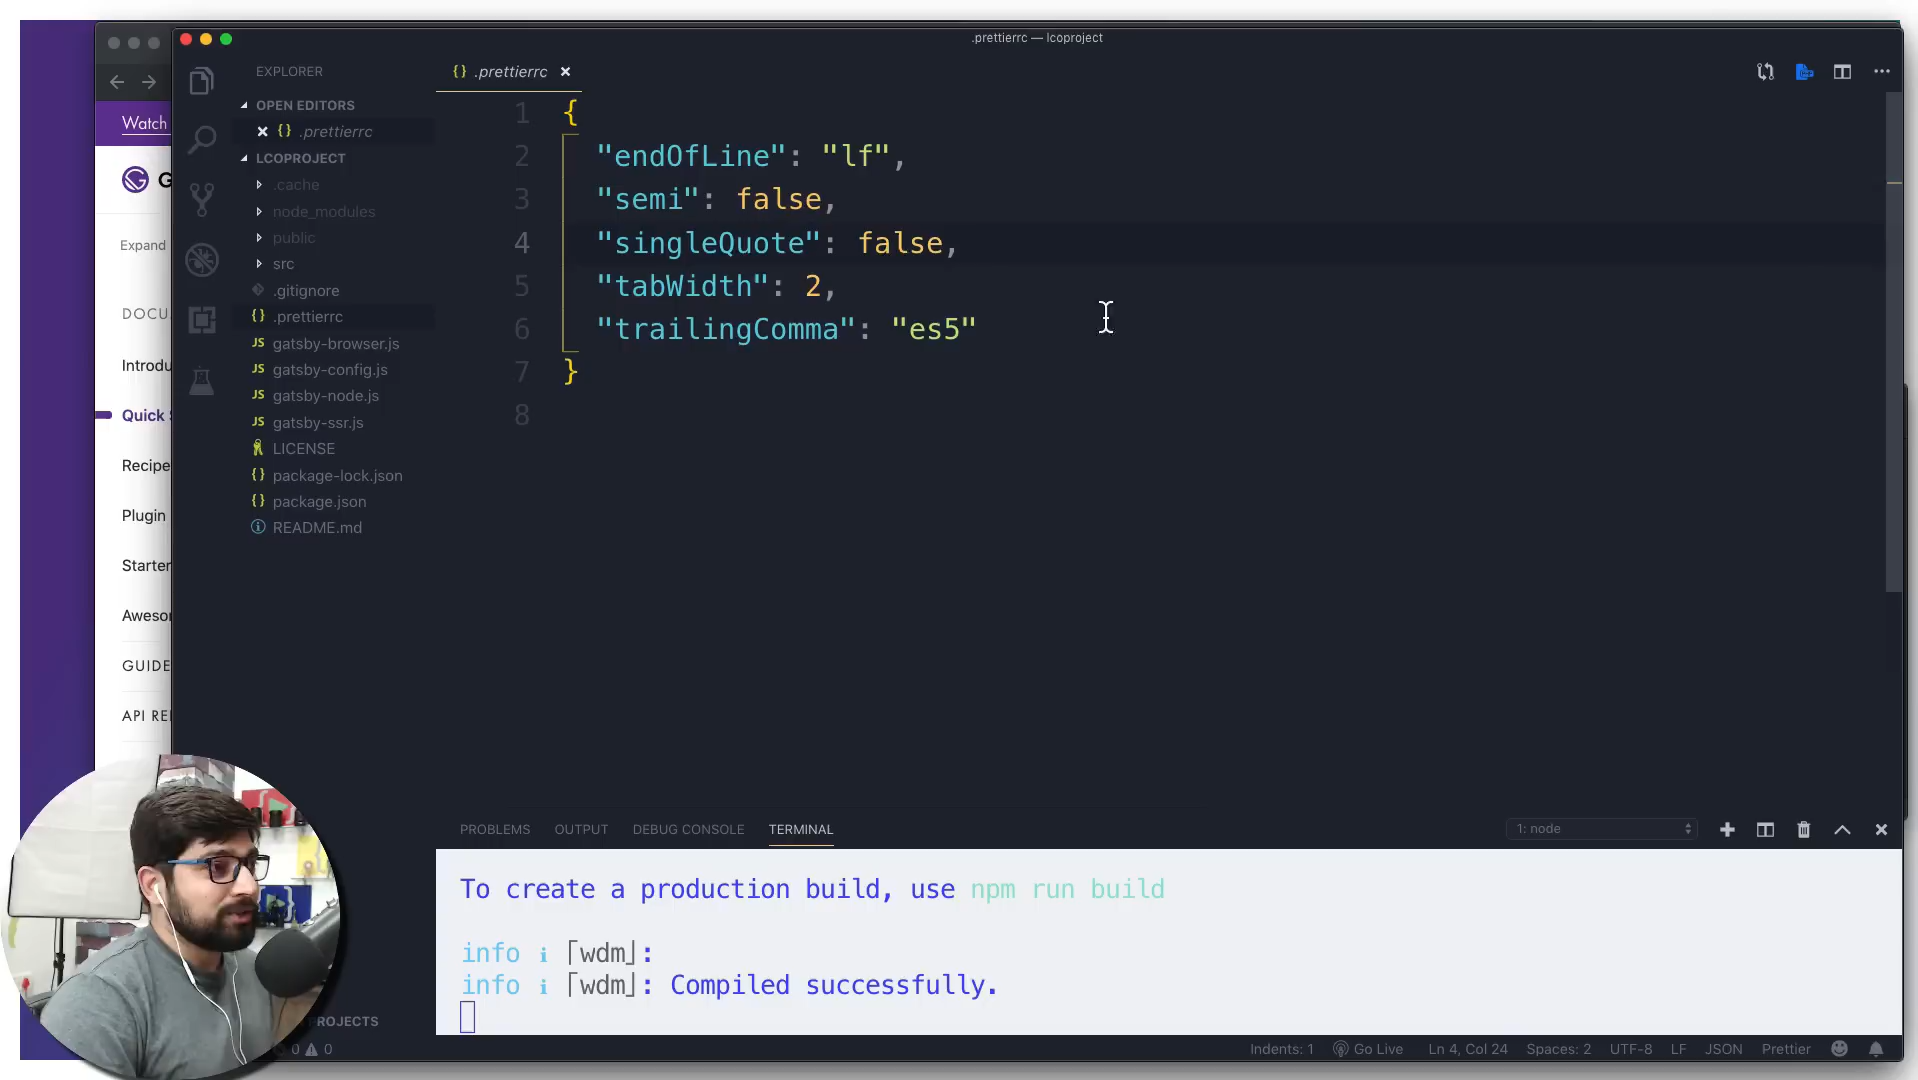 .prettierrc — lcoproject
EXPLORER
OPEN EDITORS
.prettierrc
LCOPROJECT
.cache
node_modules
public
src
.gitignore
.prettierrc
gatsby-browser.js
gatsby-config.js
gatsby-node.js
gatsby-ssr.js
LICENSE
package-lock.json
package.json
README.md
.prettierrc
1 {
2 "endOfLine": "lf",
3 "semi": false,
4 "singleQuote": false,
5 "tabWidth": 2,
6 "trailingComma": "es5"
7 }
8
Watch
G
Expand
DOCU
Introdu
Quick S
Recipe
Plugin
Starter
Aweso
GUIDE
API RE
PROBLEMS OUTPUT DEBUG CONSOLE TERMINAL
1: node
To create a production build, use npm run build
info ℹ ｢wdm｣:
info ℹ ｢wdm｣: Compiled successfully.
PROJECTS
0 0
Indents: 1 Go Live Ln 4, Col 24 Spaces: 2 UTF-8 LF JSON Prettier